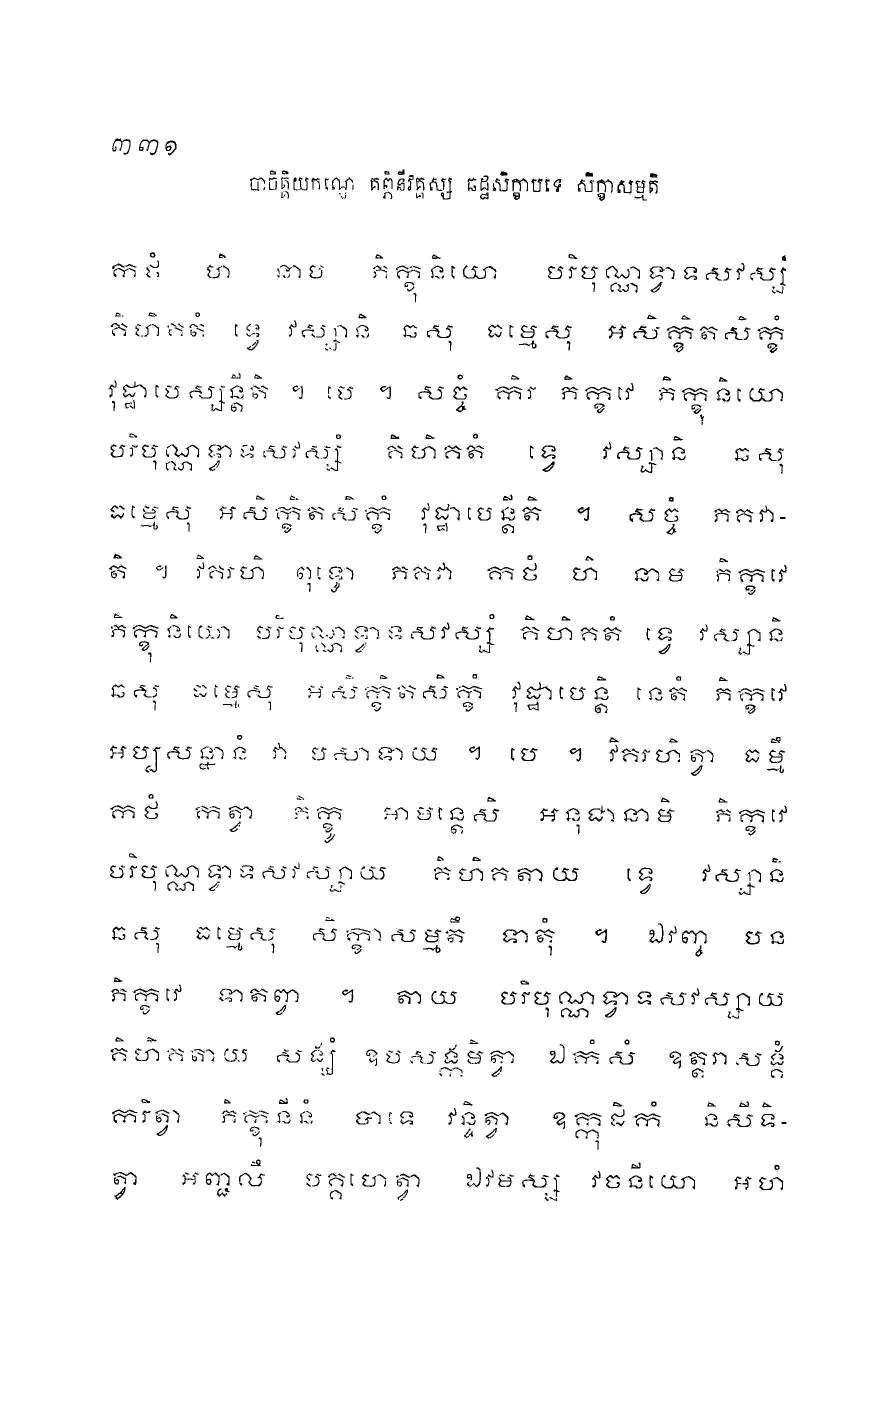 ៣៣១
បាចិត្តិយកណ្ឌេ គព្ភិនីវគ្គស្ស ឆដ្ឋសិក្ខាបទេ សិក្ខាសម្មតិ
កថំ ហិ នាម ភិក្ខុនិយោ បរិបុណ្ណទ្វាទសវស្សំ
គិហិគតំ ទ្វេ វស្សានិ ឆសុ ធម្មេសុ អសិក្ខិតសិក្ខំ
វុដ្ឋាបេស្សន្តីតិ ។ បេ ។ សច្ចំ កិរ ភិក្ខវេ ភិក្ខុនិយោ
បរិបុណ្ណទ្វាទសវស្សំ គិហិគតំ ទ្វេ វស្សានិ ឆសុ
ធម្មេសុ អសិក្ខិតសិក្ខំ វុដ្ឋាបេន្តីតិ ។ សច្ចំ ភគវា-
តិ ។ វិគរហិ ពុទ្ធោ ភគវា កថំ ហិ នាម ភិក្ខវេ
ភិក្ខុនិយោ បរិបុណ្ណទ្វាទសវស្សំ គិហិគតំ ទ្វេ វស្សានិ
ឆសុ ធម្មេសុ អសិក្ខិតសិក្ខំ វុដ្ឋាបេន្តិ នេតំ ភិក្ខវេ
អប្បសន្នានំ វា បសាទាយ ។ បេ ។ វិគរហិត្វា ធម្មឹ
កថំ កត្វា ភិក្ខូ អាមន្តេសិ អនុជានាមិ ភិក្ខវេ
បរិបុណ្ណទ្វាទសវស្សាយ គិហិគតាយ ទ្វេ វស្សានិ
ឆសុ ធម្មេសុ សិក្ខាសម្មតឹ ទាតុំ ។ ឯវញ្ច បន
ភិក្ខវេ ទាតព្វា ។ តាយ បរិបុណ្ណទ្វាទសវស្សាយ
គិហិគតាយ សង្ឃំ ឧបសង្កមិត្វា ឯកំសំ ឧត្តរាសង្គំ
ករិត្វា ភិក្ខុនីនំ បាទេ វន្ទិត្វា ឧក្កុដិកំ និសីទិ-
ត្វា អញ្ជលឹ បគ្គហេត្វា ឯវមស្ស វចនីយោ អហំ